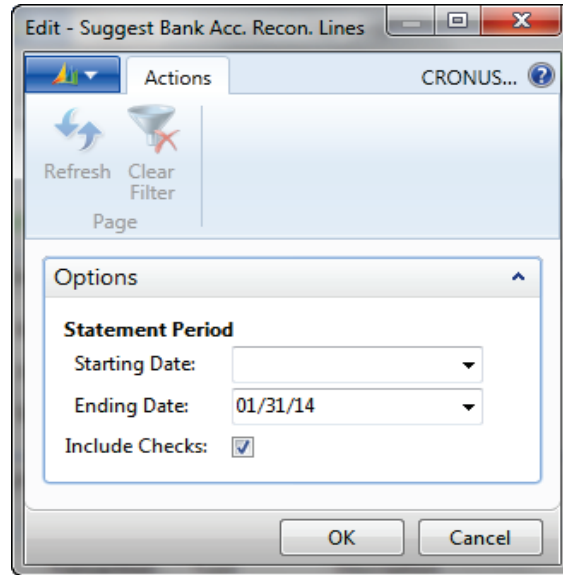 Edit - Suggest Bank Acc. Recon. Lines
Actions
CRONUS...
Refresh
Clear
Filter
Page
Options
Statement Period
Starting Date:
Ending Date: 01/31/14
Include Checks:
OK
Cancel